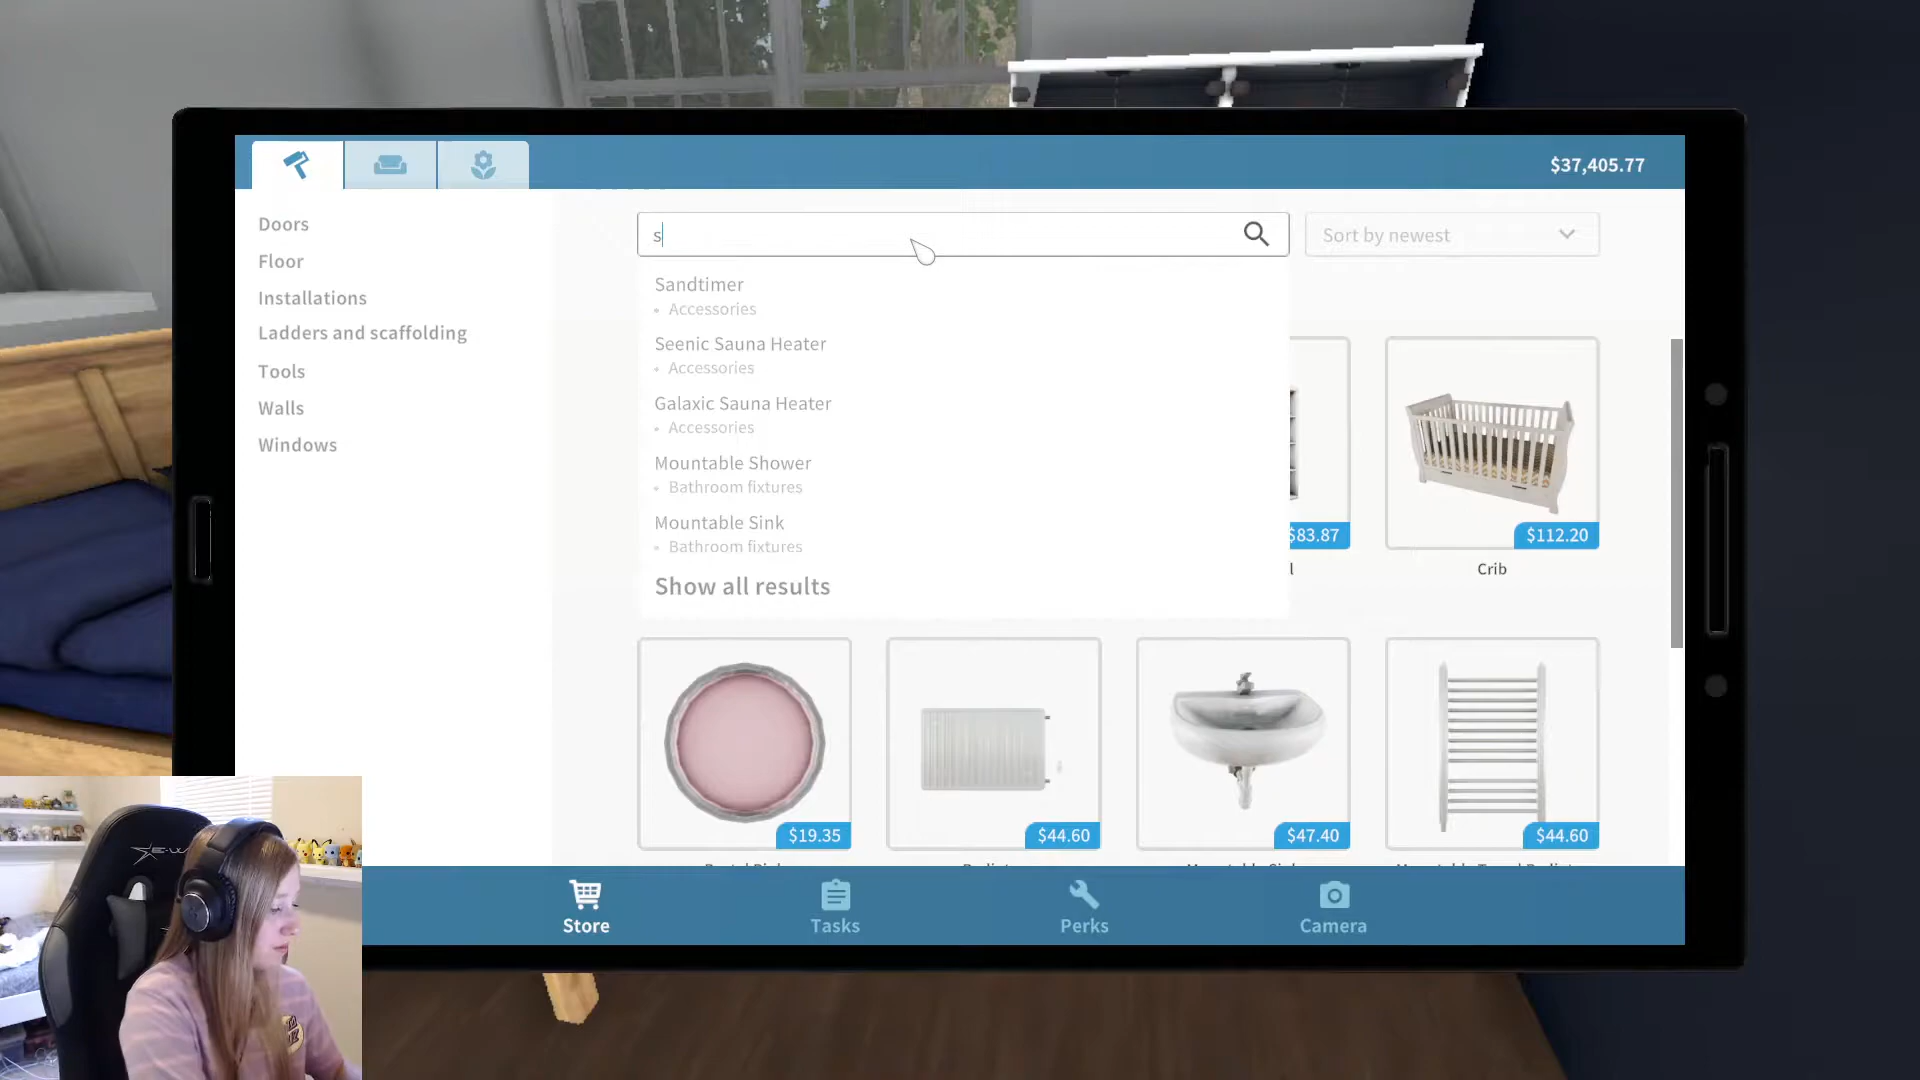 $37,405.77
Doors
Floor
Installations
Ladders and scaffolding
Tools
Walls
Windows
s
Sort by newest
Sandtimer
• Accessories
Seenic Sauna Heater
• Accessories
Galaxic Sauna Heater
• Accessories
Mountable Shower
• Bathroom fixtures
Mountable Sink
• Bathroom fixtures
Show all results
$83.87
$112.20
l
Crib
$19.35
$44.60
$47.40
$44.60
Store
Tasks
Perks
Camera